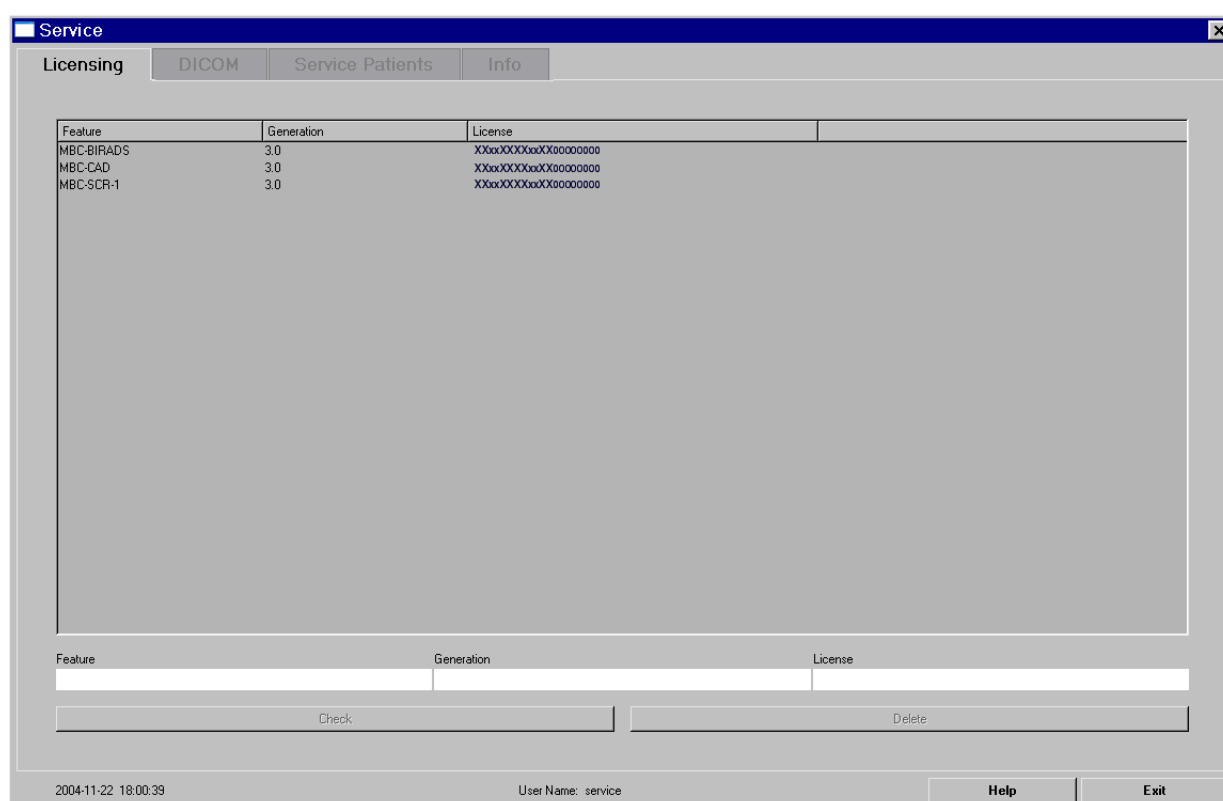 Service
Licensing DICOM Service Patients Info
Feature Generation License
MBC-BIRADS 3.0 XXxxXXXXxxXX00000000
MBC-CAD 3.0 XXxxXXXXxxXX00000000
MBC-SCR-1 3.0 XXxxXXXXxxXX00000000
Feature Generation License
Check Delete
2004-11-22 18:00:39 User Name: service Help Exit